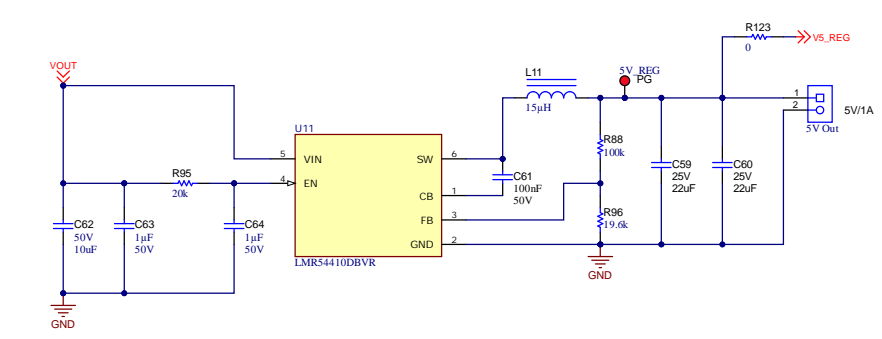 R123
0
V5_REG
VOUT
5V_REG
PG
L11
15µH
1
2
5V/1A
5V Out
U11
5
VIN
SW
6
R88
100k
R95
20k
4
EN
C61
100nF
50V
C59
25V
22uF
C60
25V
22uF
CB
1
FB
3
R96
19.6k
C62
50V
10uF
C63
1µF
50V
C64
1µF
50V
GND
2
LMR54410DBVR
GND
GND